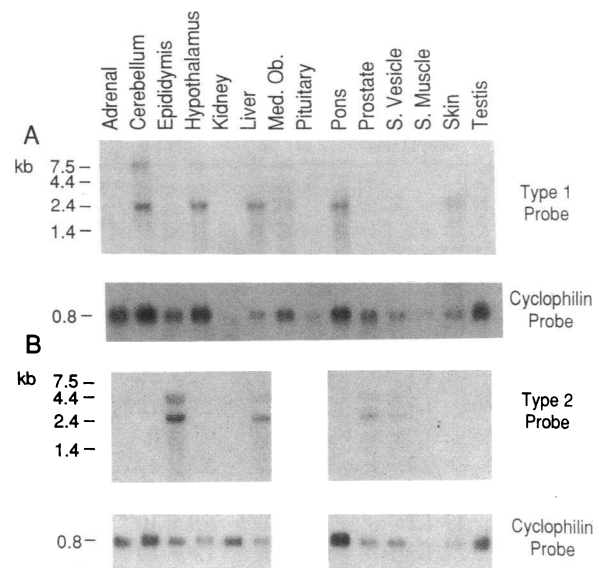 Adrenal
Cerebellum
Epididymis
Hypothalamus
Kidney
Liver
Med. Ob.
Pituitary
Pons
Prostate
S. Vesicle
S. Muscle
Skin
Testis
A
kb
7.5 –
4.4 –
2.4 –
1.4 –
Type 1
Probe
0.8 –
Cyclophilin
Probe
B
kb
7.5 –
4.4 –
2.4 –
1.4 –
Type 2
Probe
0.8 –
Cyclophilin
Probe